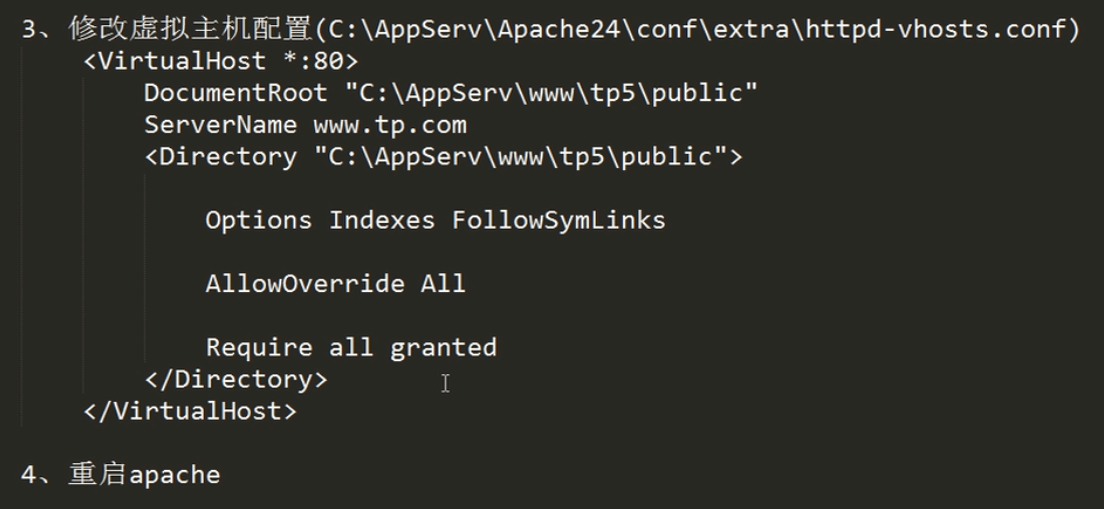 3、修改虚拟主机配置(C:\AppServ\Apache24\conf\extra\httpd-vhosts.conf)
<VirtualHost *:80>
DocumentRoot "C:\AppServ\www\tp5\public"
ServerName www.tp.com
<Directory "C:\AppServ\www\tp5\public">
Options Indexes FollowSymLinks
AllowOverride All
Require all granted
</Directory>
</VirtualHost>
4、重启apache